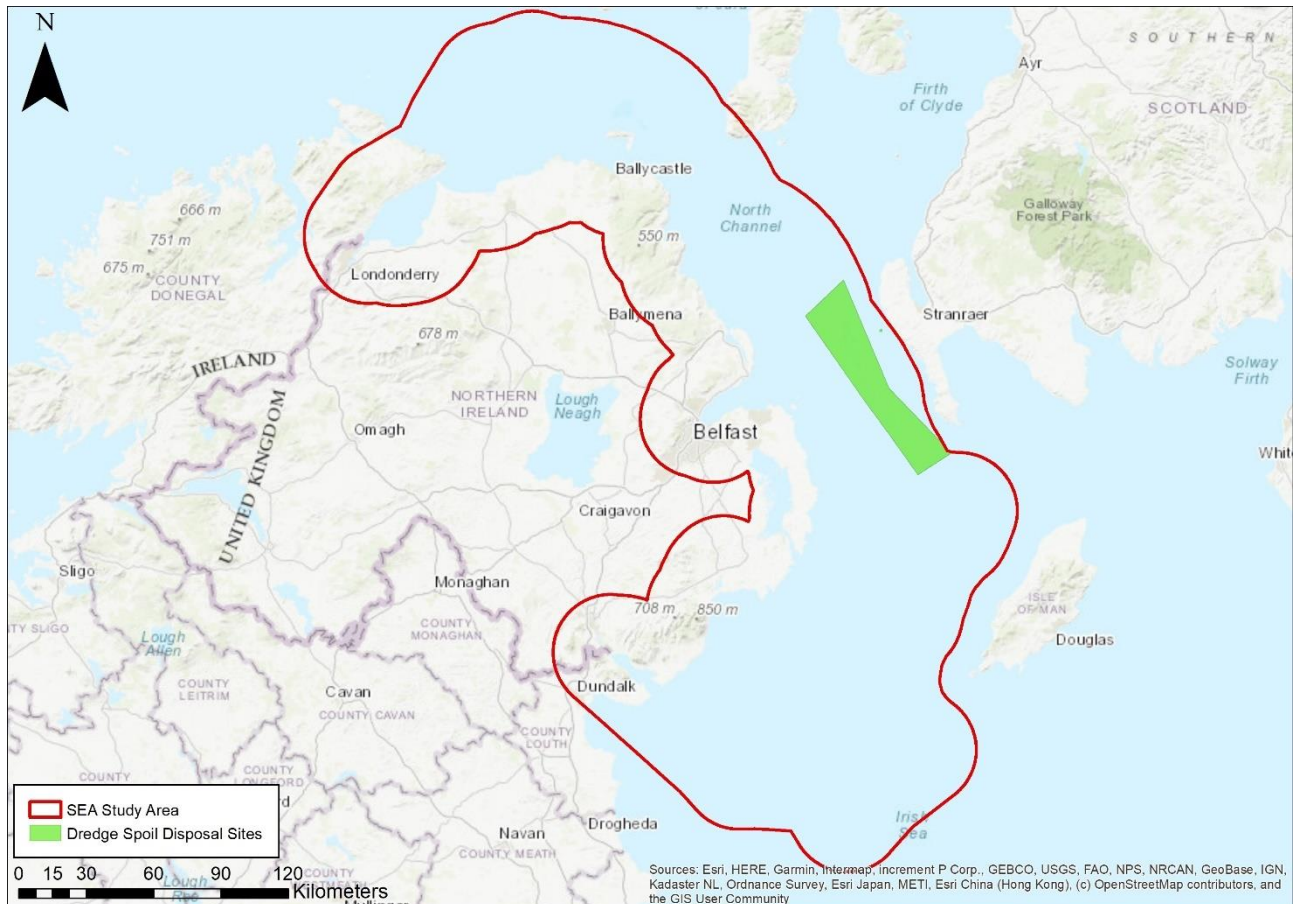 N
SOUTHERN
Ayr
Firth
of Clyde
SCOTLAND
Ballycastle
666 m
North
Channel
Galloway
Forest Park
751 m
550 m
675 m
COUNTY
DONEGAL
Londonderry
Ballymena
Stranraer
678 m
Solway
Firth
IRELAND
UNITED KINGDOM
NORTHERN
IRELAND
Lough
Neagh
Omagh
Belfast
Craigavon
Sligo
Monaghan
708 m
850 m
ISLE
OF MAN
COUNTY
MONAGHAN
Douglas
Lough
Allen
COUNTY
LEITRIM
Cavan
COUNTY CAVAN
Dundalk
COUNTY
LOUTH
COUNTY
COUNTY
LONGFORD
Irish
Sea
Drogheda
Navan
COUNTY MEATH
SEA Study Area
Dredge Spoil Disposal Sites
0 15 30 60 90 120
Kilometers
Sources: Esri, HERE, Garmin, Intermap, increment P Corp., GEBCO, USGS, FAO, NPS, NRCAN, GeoBase, IGN,
Kadaster NL, Ordnance Survey, Esri Japan, METI, Esri China (Hong Kong), (c) OpenStreetMap contributors, and
the GIS User Community